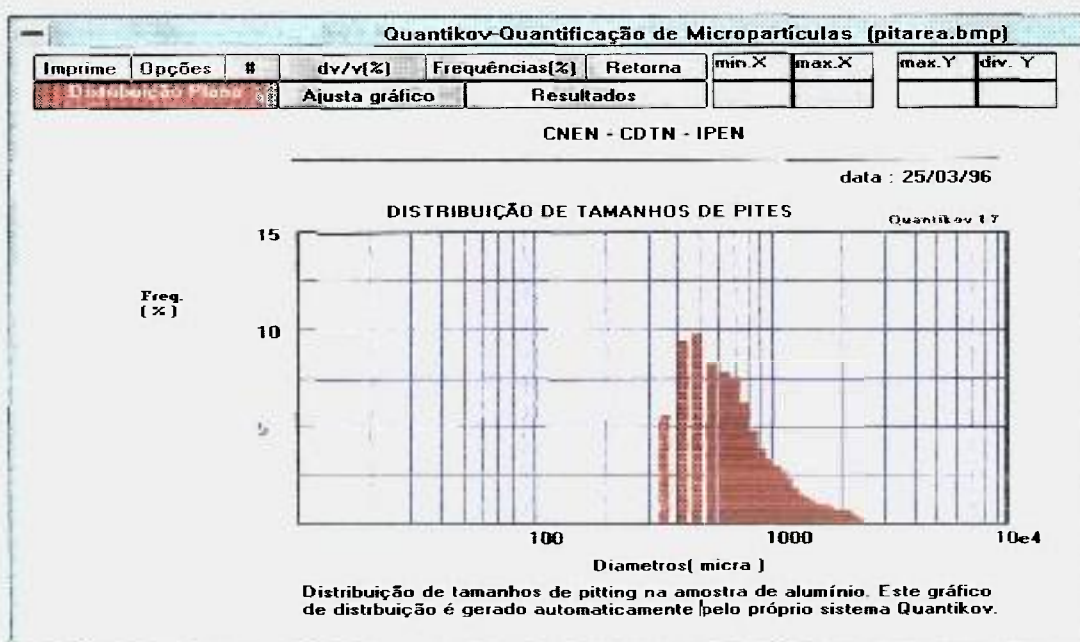 Quantikov-Quantificação de Micropartículas (pitarea.bmp)
Imprime Opções # dv/v(%) Frequências(%) Retorna min.X max.X max.Y div. Y
Distribuição Plana Ajusta gráfico Resultados
CNEN - CDTN - IPEN
data : 25/03/96
DISTRIBUIÇÃO DE TAMANHOS DE PITES
Quantikov 1.7
15
Freq.
(%)
10
100 1000 10e4
Diametros( micra )
Distribuição de tamanhos de pitting na amostra de alumínio. Este gráfico
de distrbuição é gerado automaticamente pelo próprio sistema Quantikov.